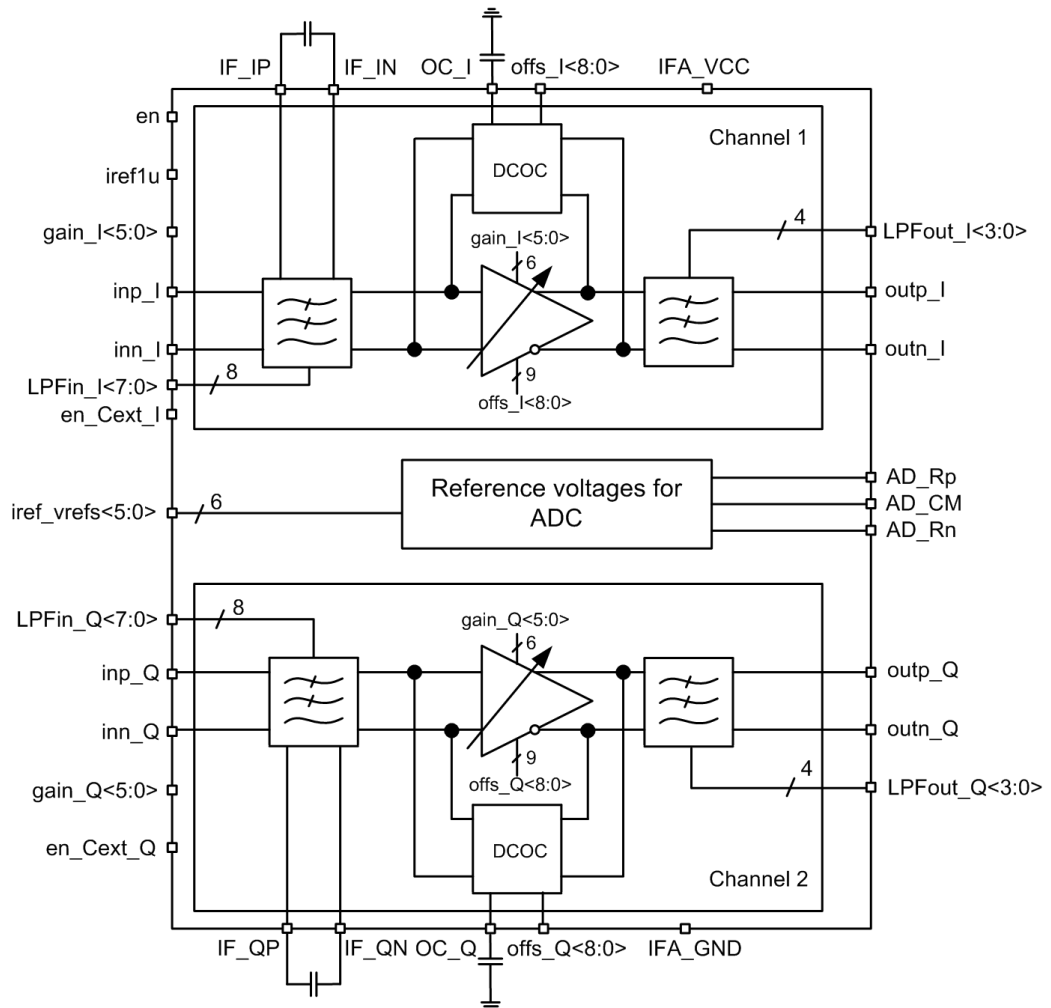 IF_IP
IF_IN
OC_I
offs_I<8:0>
IFA_VCC
en
Channel 1
iref1u
DCOC
gain_I<5:0>
4
LPFout_I<3:0>
gain_I<5:0>
6
inp_I
outp_I
inn_I
outn_I
LPFin_I<7:0>
8
9
offs_I<8:0>
en_Cext_I
Reference voltages for
ADC
AD_Rp
AD_CM
AD_Rn
iref_vrefs<5:0>
6
LPFin_Q<7:0>
8
gain_Q<5:0>
6
inp_Q
outp_Q
inn_Q
outn_Q
9
offs_Q<8:0>
4
gain_Q<5:0>
LPFout_Q<3:0>
en_Cext_Q
DCOC
Channel 2
IF_QP
IF_QN
OC_Q
offs_Q<8:0>
IFA_GND